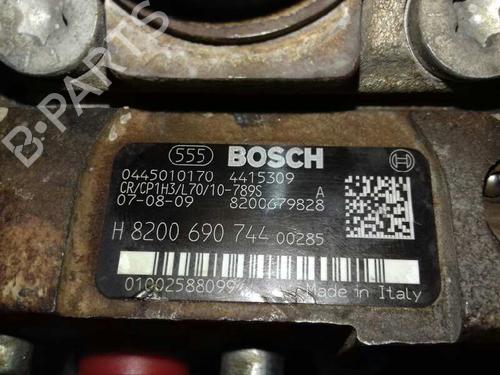 B-PARTS
555 BOSCH
0445010170 4415309
CR/CP1H3/L70/10-789S A
07-08-09 8200679828
H 8200 690 744 00285
01002588099
Made in Italy